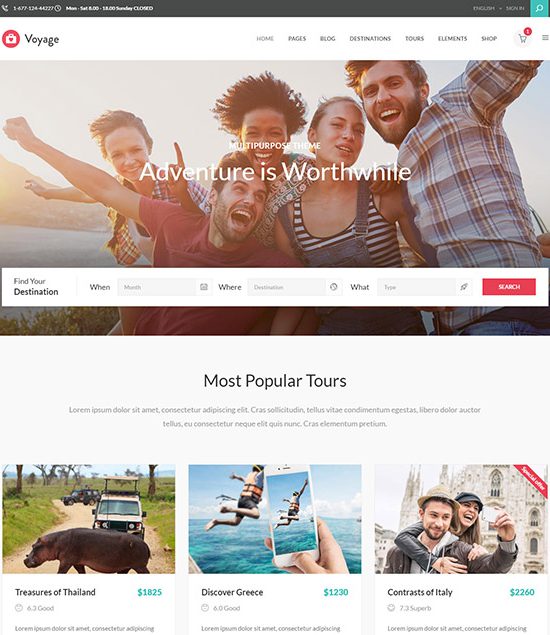 1-677-124-44227 Mon - Sat 8.00 - 18.00 Sunday CLOSED ENGLISH SIGN IN
Voyage HOME PAGES BLOG DESTINATIONS TOURS ELEMENTS SHOP 1
MULTIPURPOSE THEME
Adventure is Worthwhile
Find Your
Destination When Month Where Destination What Type SEARCH
Most Popular Tours
Lorem ipsum dolor sit amet, consectetur adipiscing elit. Cras sollicitudin, tellus vitae condimentum egestas, libero dolor auctor
tellus, eu consectetur neque elit quis nunc. Cras elementum pretium.
Special offer
Treasures of Thailand $1825 Discover Greece $1230 Contrasts of Italy $2260
6.3 Good 6.0 Good 7.3 Superb
Lorem ipsum dolor sit amet, consectetur adipiscing Lorem ipsum dolor sit amet, consectetur adipiscing Lorem ipsum dolor sit amet, consectetur adipiscing